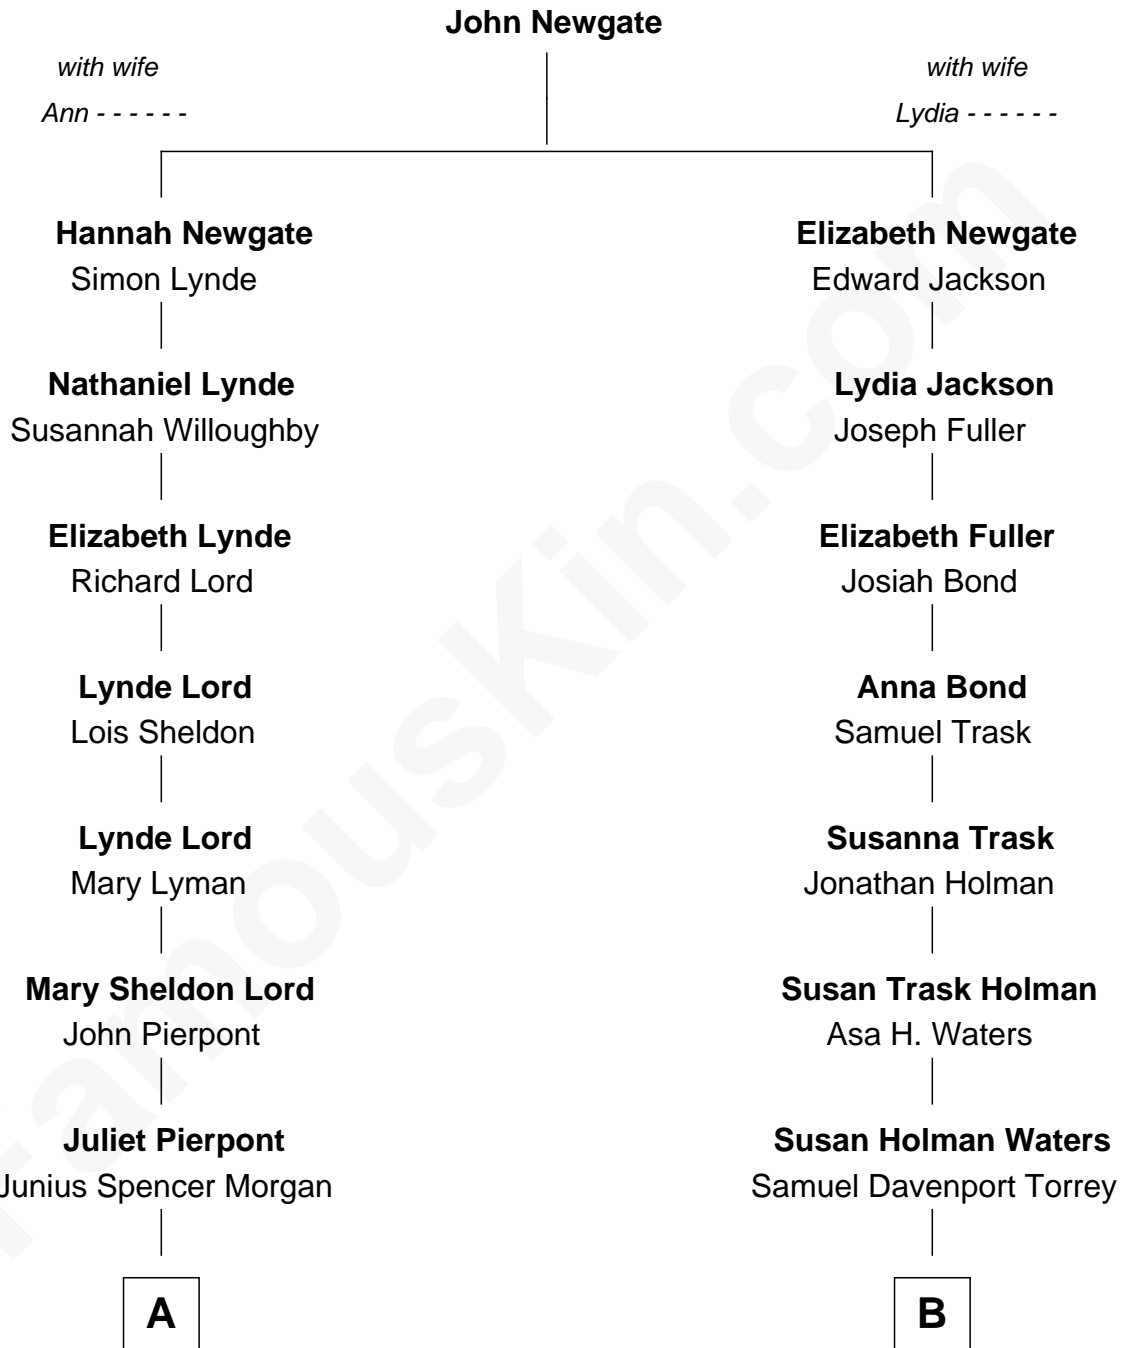 John Newgate
with wife
Ann - - - - - -
with wife
Lydia - - - - - -
Hannah Newgate
Simon Lynde
Elizabeth Newgate
Edward Jackson
Nathaniel Lynde
Susannah Willoughby
Lydia Jackson
Joseph Fuller
Elizabeth Lynde
Richard Lord
Elizabeth Fuller
Josiah Bond
Lynde Lord
Lois Sheldon
Anna Bond
Samuel Trask
Lynde Lord
Mary Lyman
Susanna Trask
Jonathan Holman
Mary Sheldon Lord
John Pierpont
Susan Trask Holman
Asa H. Waters
Juliet Pierpont
Junius Spencer Morgan
Susan Holman Waters
Samuel Davenport Torrey
A
B
FamousKin.com